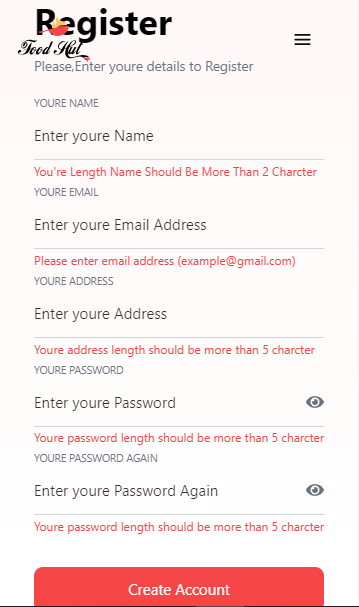 Register
Food Hut
Please,Enter youre details to Register
YOURE NAME
Enter youre Name
You're Length Name Should Be More Than 2 Charcter
YOURE EMAIL
Enter youre Email Address
Please enter email address (example@gmail.com)
YOURE ADDRESS
Enter youre Address
Youre address length should be more than 5 charcter
YOURE PASSWORD
Enter youre Password
Youre password length should be more than 5 charcter
YOURE PASSWORD AGAIN
Enter youre Password Again
Youre password length should be more than 5 charcter
Create Account